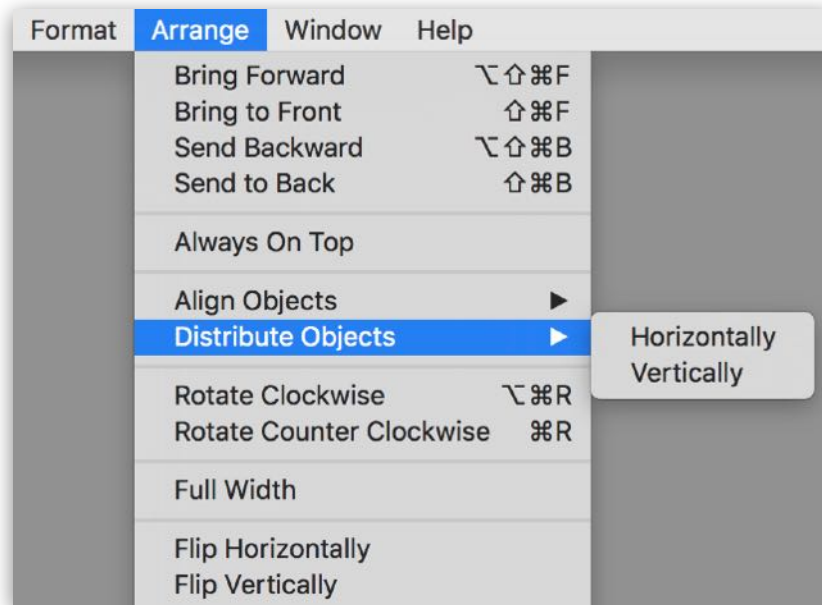 Format Arrange Window Help
Bring Forward ⌥⇧⌘F
Bring to Front ⇧⌘F
Send Backward ⌥⇧⌘B
Send to Back ⇧⌘B
Always On Top
Align Objects ▶
Distribute Objects ▶
Horizontally
Vertically
Rotate Clockwise ⌥⌘R
Rotate Counter Clockwise ⌘R
Full Width
Flip Horizontally
Flip Vertically